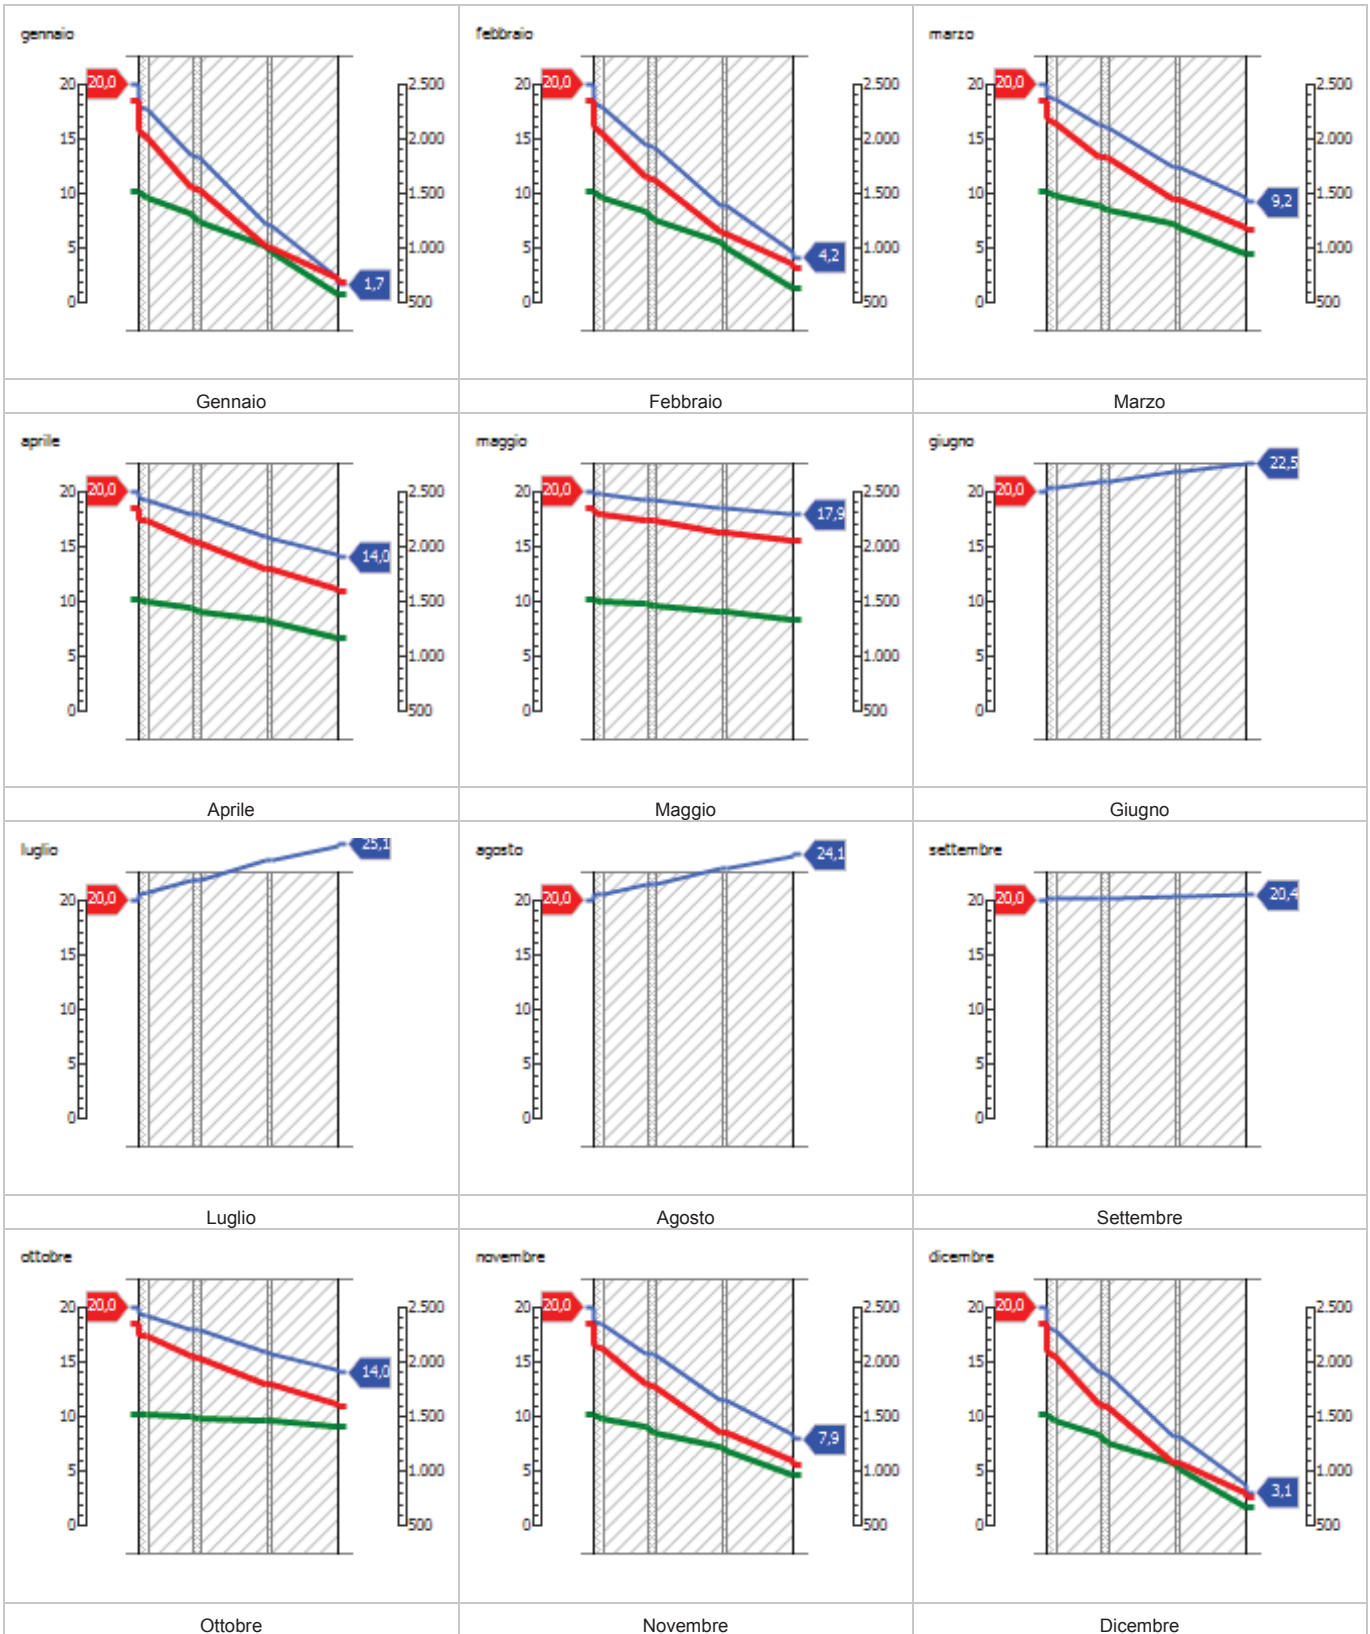 gennaio
febbraio
marzo
20 20,0 2.500
20 20,0 2.500
20 20,0 2.500
15 2.000
15 2.000
15 2.000
10 1.500
10 1.500
10 1.500
9,2
5 1.000
5 4,2 1.000
5 1.000
0 1,7 500
0 500
0 500
Gennaio
Febbraio
Marzo
aprile
maggio
giugno
22,5
20 20,0 2.500
20 20,0 2.500
20 20,0
17,9
15 14,0 2.000
15 2.000
15
10 1.500
10 1.500
10
5 1.000
5 1.000
5
0 500
0 500
0
Aprile
Maggio
Giugno
luglio 25,1
agosto 24,1
settembre
20 20,0
20 20,0
20 20,0 20,4
15
15
15
10
10
10
5
5
5
0
0
0
Luglio
Agosto
Settembre
ottobre
novembre
dicembre
20 20,0 2.500
20 20,0 2.500
20 20,0 2.500
15 14,0 2.000
15 2.000
15 2.000
10 1.500
10 1.500
10 1.500
7,9
5 1.000
5 1.000
5 1.000
3,1
0 500
0 500
0 500
Ottobre
Novembre
Dicembre